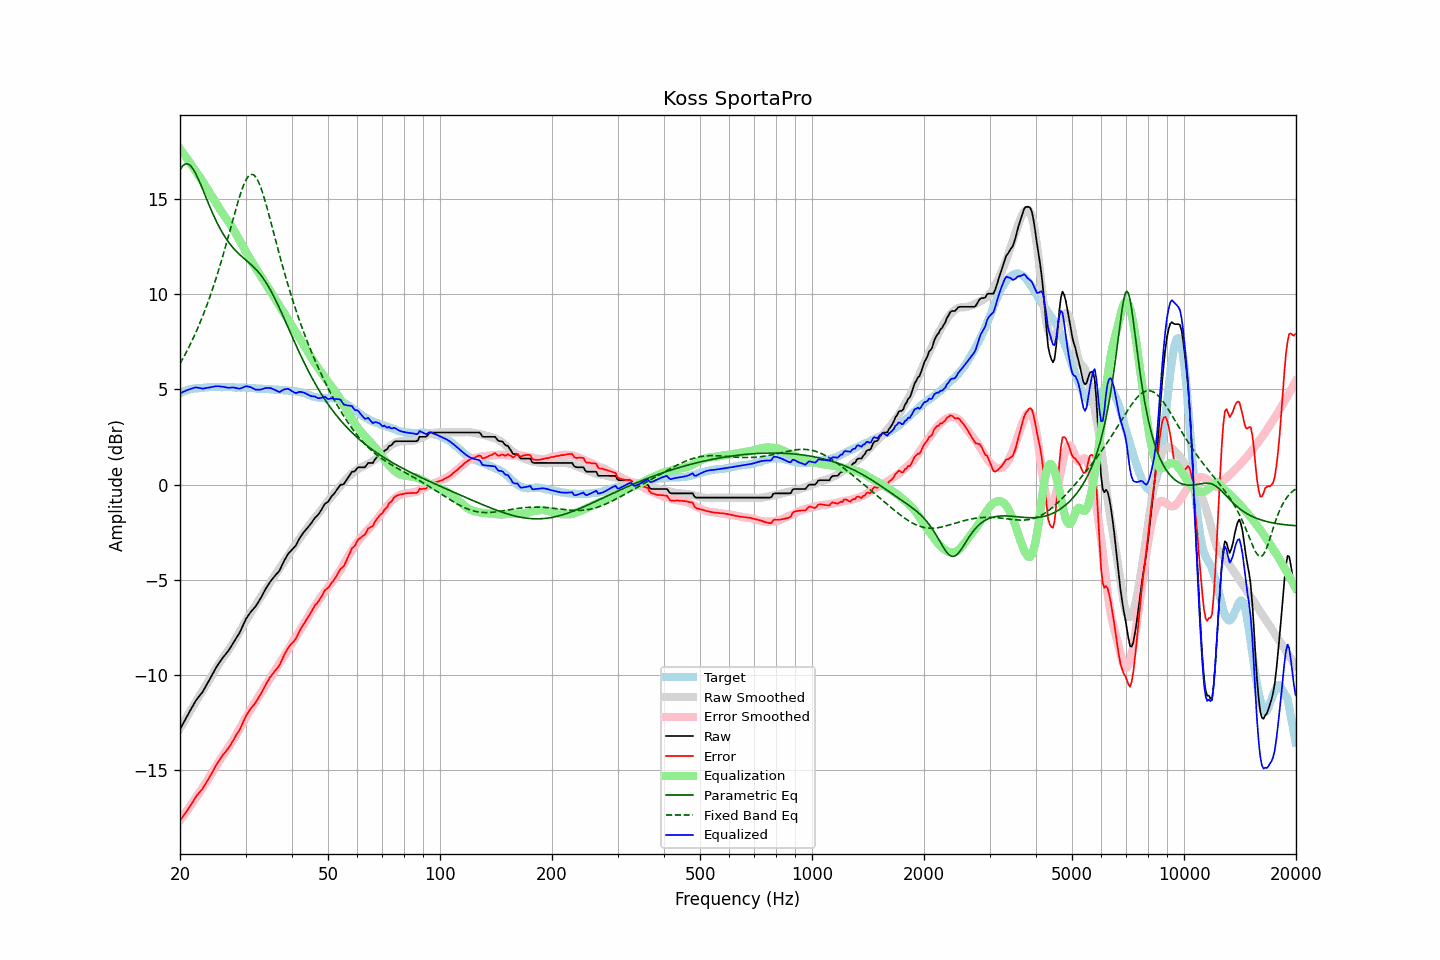 Koss SportaPro
Amplitude (dBr)
15
10
5
0
−5
−10
−15
Target
Raw Smoothed
Error Smoothed
Raw
Error
Equalization
Parametric Eq
Fixed Band Eq
Equalized
20 50 100 200 500 1000 2000 5000 10000 20000
Frequency (Hz)